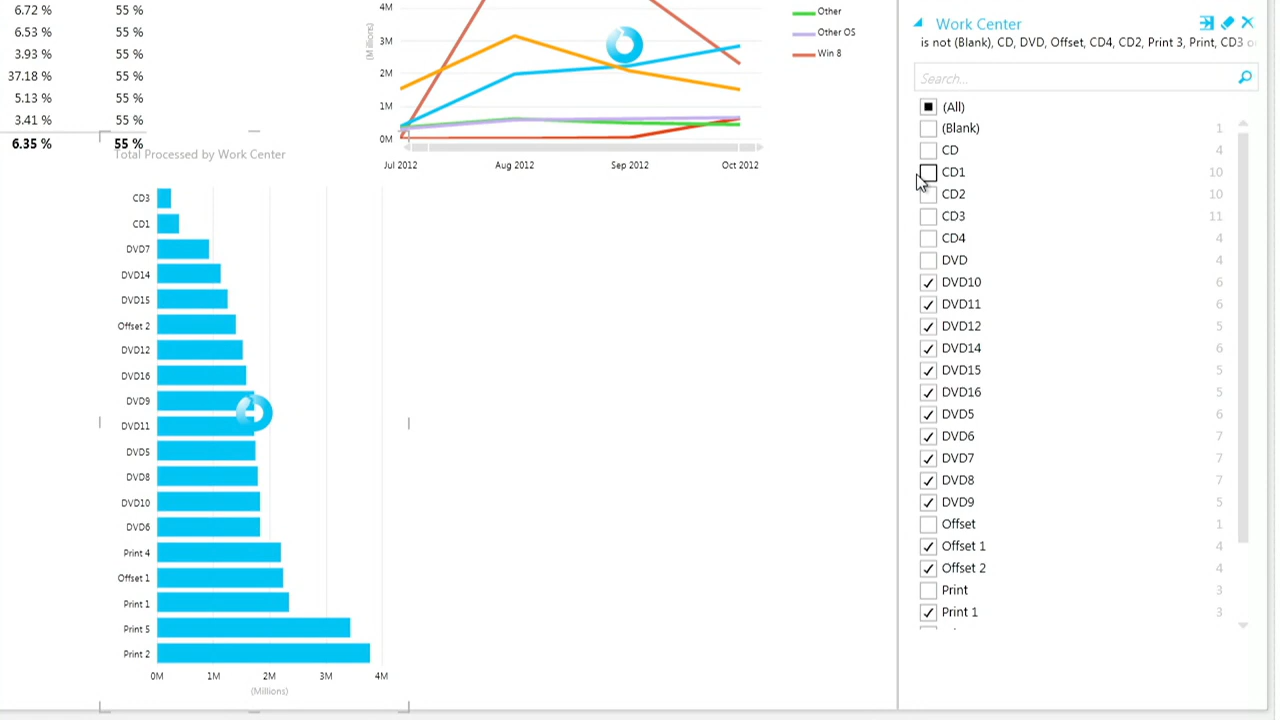 6.72 % 55 %
6.53 % 55 %
3.93 % 55 %
37.18 % 55 %
5.13 % 55 %
3.41 % 55 %
6.35 % 55 %
4M
3M
2M
1M
0M
(Millions)
Jul 2012 Aug 2012 Sep 2012 Oct 2012
Other
Other OS
Win 8
Total Processed by Work Center
CD3
CD1
DVD7
DVD14
DVD15
Offset 2
DVD12
DVD16
DVD9
DVD11
DVD5
DVD8
DVD10
DVD6
Print 4
Offset 1
Print 1
Print 5
Print 2
0M 1M 2M 3M 4M
(Millions)
Work Center
is not (Blank), CD, DVD, Offset, CD4, CD2, Print 3, Print, CD3 o
Search...
(All)
(Blank) 1
CD 4
CD1 10
CD2 10
CD3 11
CD4 4
DVD 4
DVD10 6
DVD11 6
DVD12 5
DVD14 6
DVD15 5
DVD16 5
DVD5 6
DVD6 7
DVD7 7
DVD8 7
DVD9 5
Offset 1
Offset 1 4
Offset 2 4
Print 3
Print 1 3